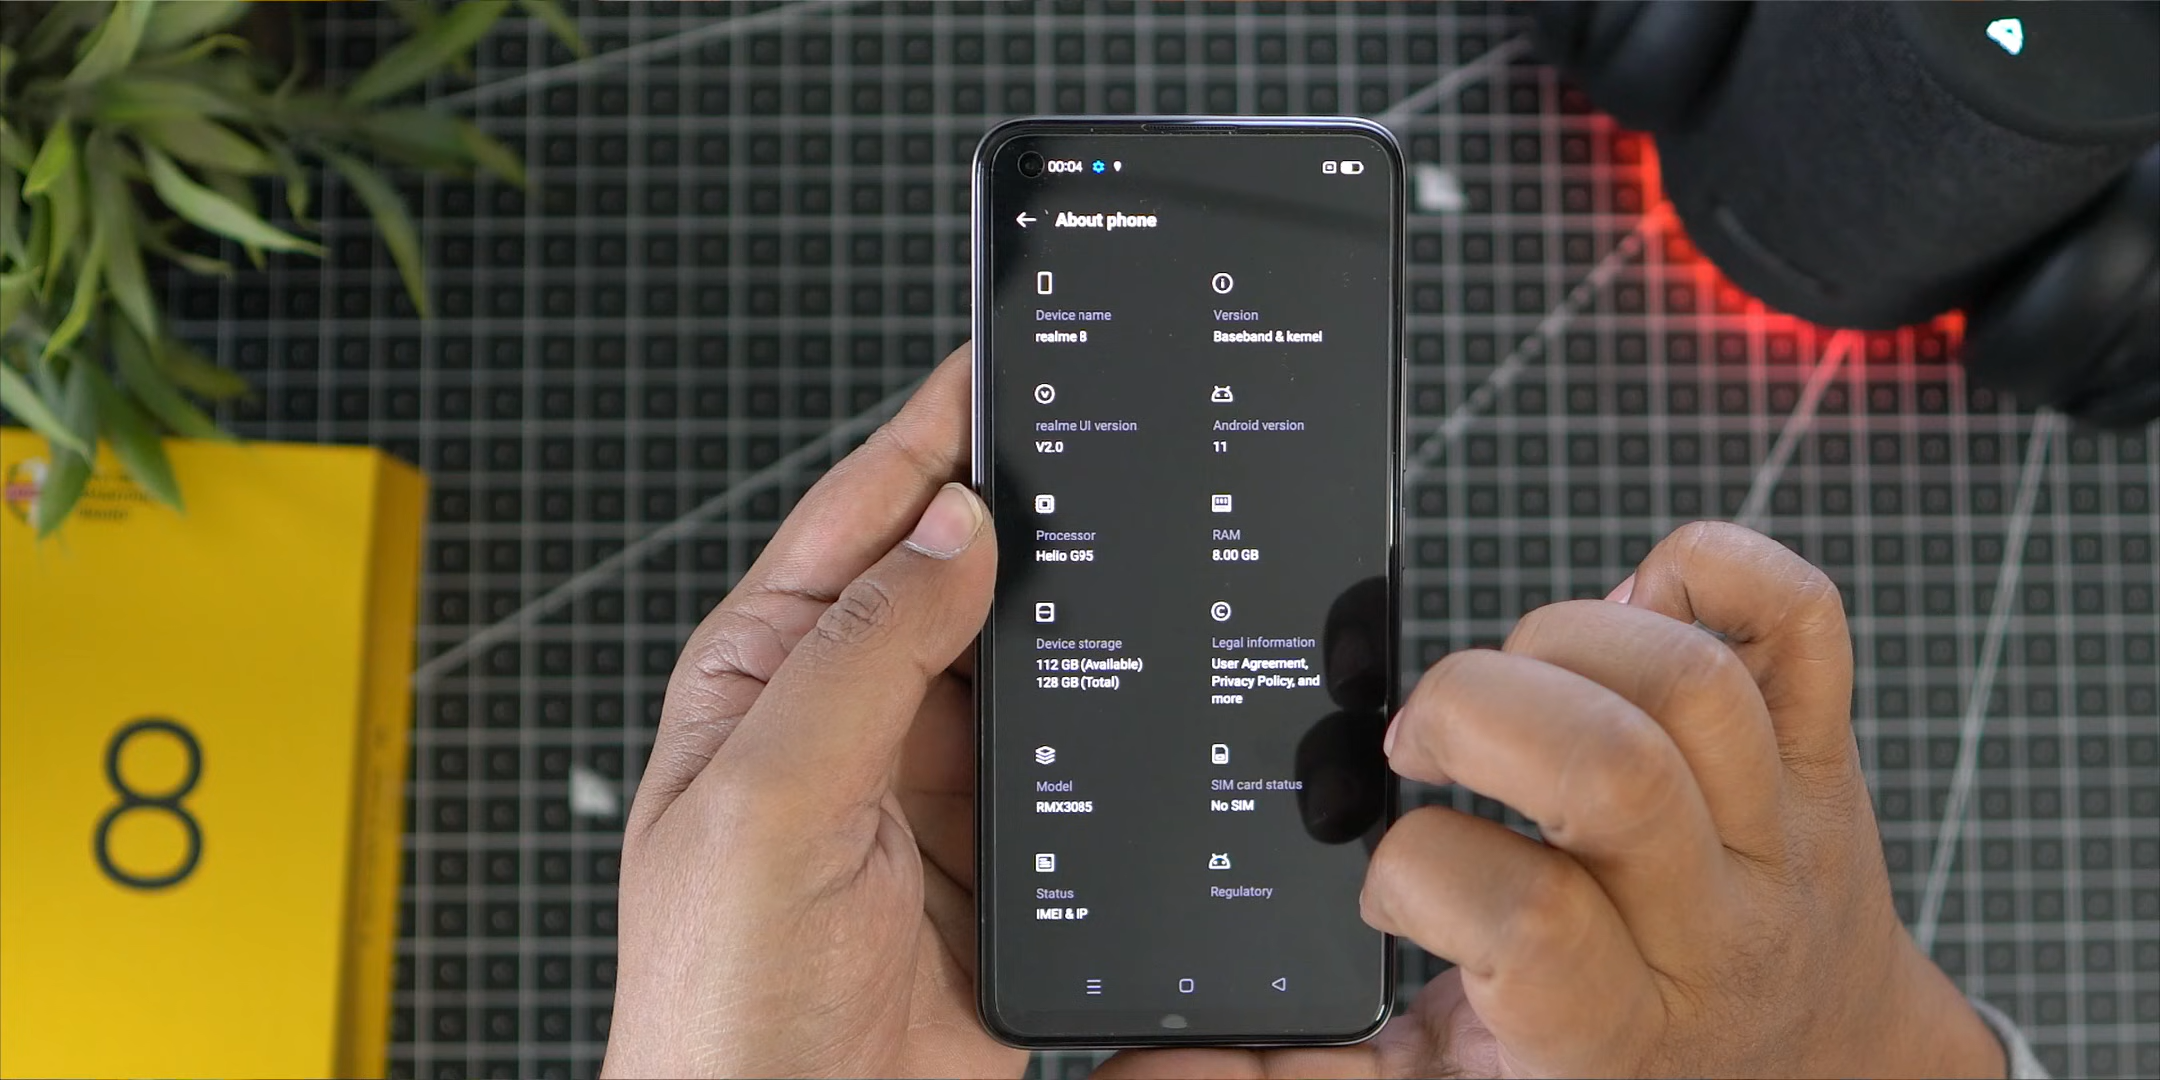 00:04
About phone
Device name
realme 8
Version
Baseband & kernel
realme UI version
V2.0
Android version
11
Processor
Helio G95
RAM
8.00 GB
Device storage
112 GB (Available)
128 GB (Total)
Legal information
User Agreement,
Privacy Policy, and
more
Model
RMX3085
SIM card status
No SIM
Status
IMEI & IP
Regulatory
8